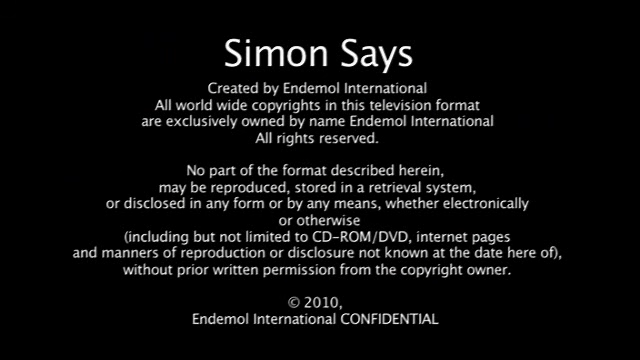 Simon Says
Created by Endemol International
All world wide copyrights in this television format
are exclusively owned by name Endemol International
All rights reserved.
No part of the format described herein,
may be reproduced, stored in a retrieval system,
or disclosed in any form or by any means, whether electronically
or otherwise
(including but not limited to CD-ROM/DVD, internet pages
and manners of reproduction or disclosure not known at the date here of),
without prior written permission from the copyright owner.
© 2010,
Endemol International CONFIDENTIAL